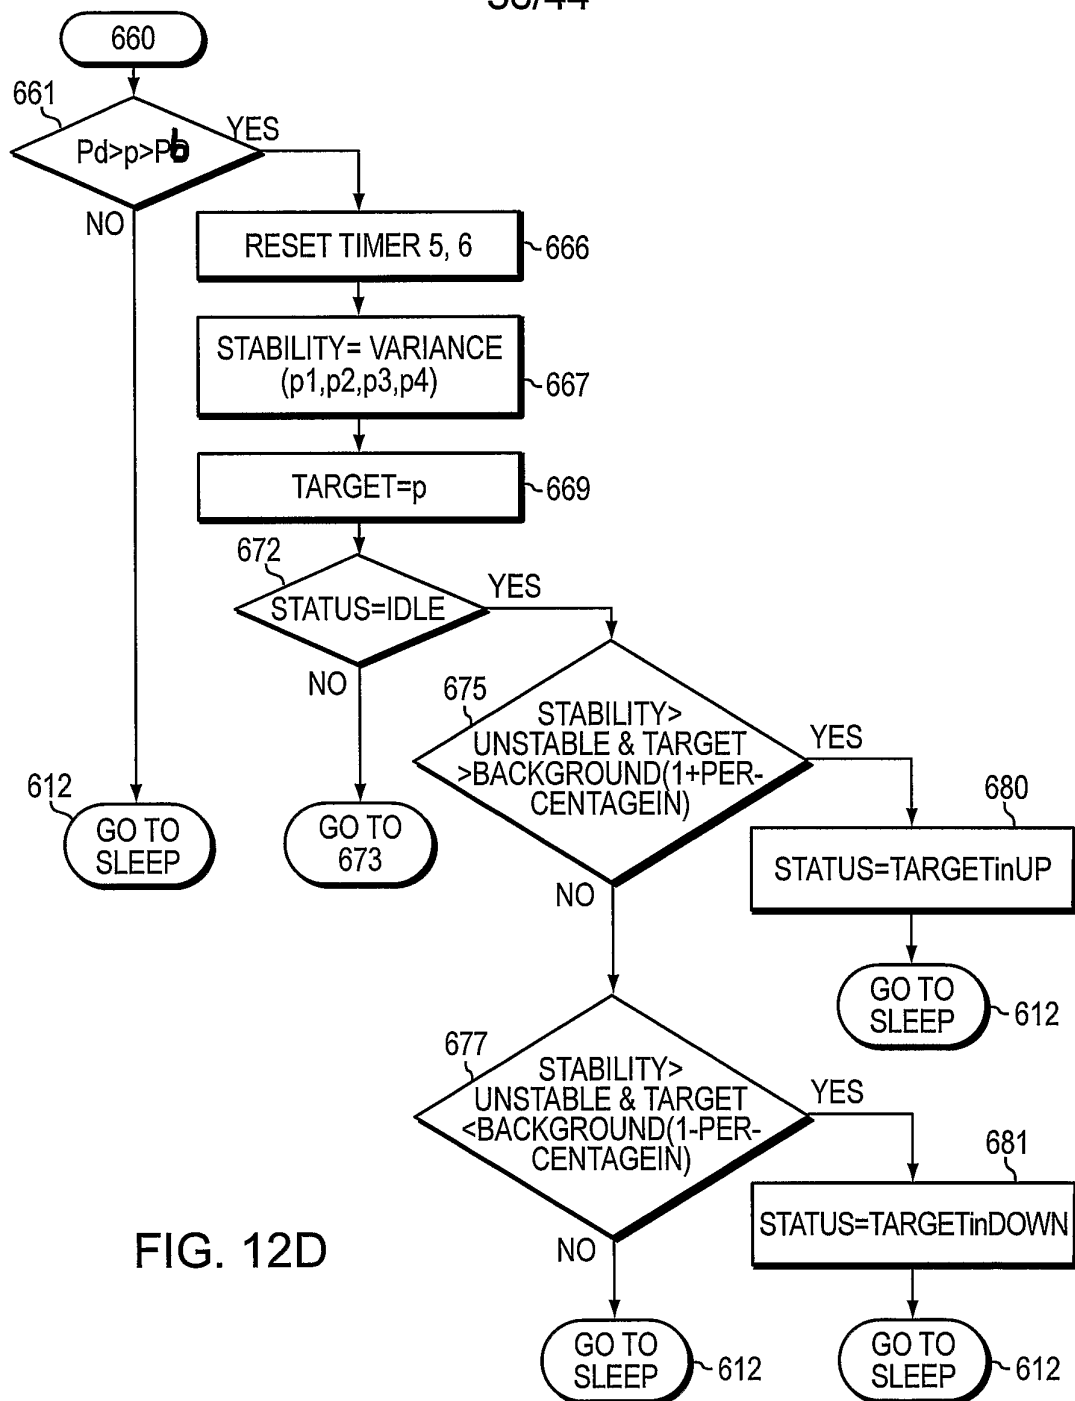 660
661
Pd>p>Pb
YES
NO
RESET TIMER 5, 6
666
STABILITY= VARIANCE
(p1,p2,p3,p4)
667
TARGET=p
669
672
STATUS=IDLE
YES
NO
675
STABILITY>
UNSTABLE & TARGET
>BACKGROUND(1+PER-
CENTAGEIN)
YES
NO
612
GO TO
SLEEP
GO TO
673
680
STATUS=TARGETinUP
GO TO
SLEEP
612
677
STABILITY>
UNSTABLE & TARGET
<BACKGROUND(1-PER-
CENTAGEIN)
YES
NO
681
STATUS=TARGETinDOWN
FIG. 12D
GO TO
SLEEP
612
GO TO
SLEEP
612